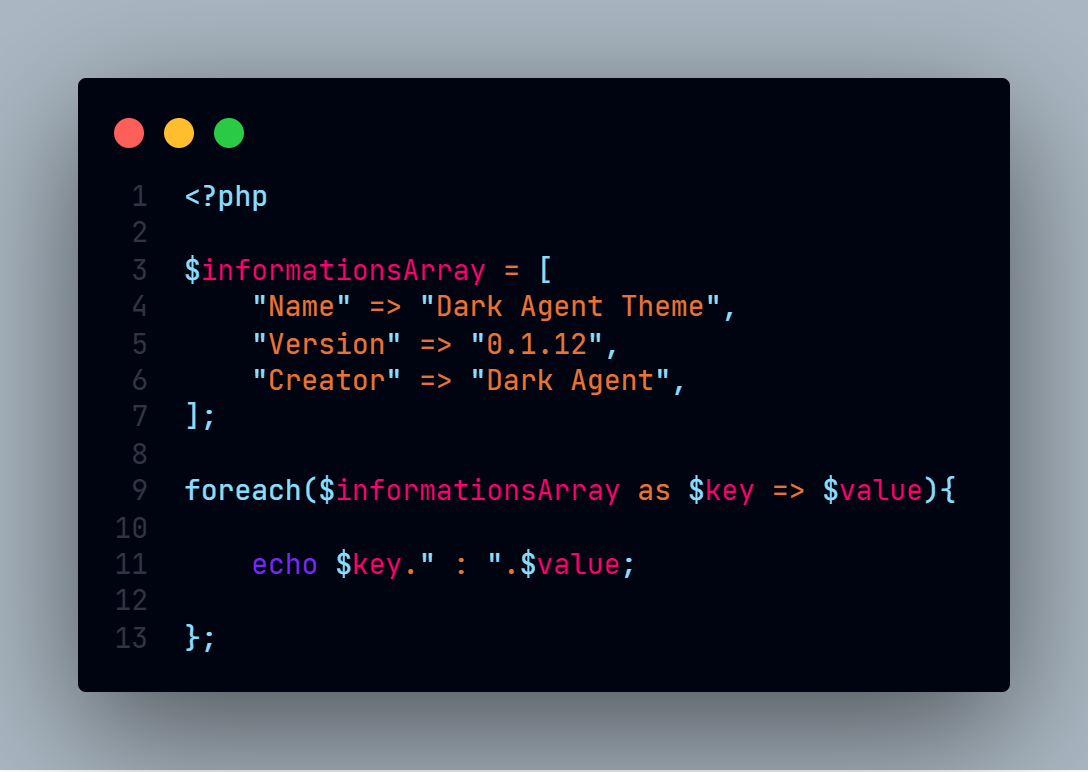 1 <?php
2
3 $informationsArray = [
4     "Name" => "Dark Agent Theme",
5     "Version" => "0.1.12",
6     "Creator" => "Dark Agent",
7 ];
8
9 foreach($informationsArray as $key => $value){
10
11     echo $key." : ".$value;
12
13 };